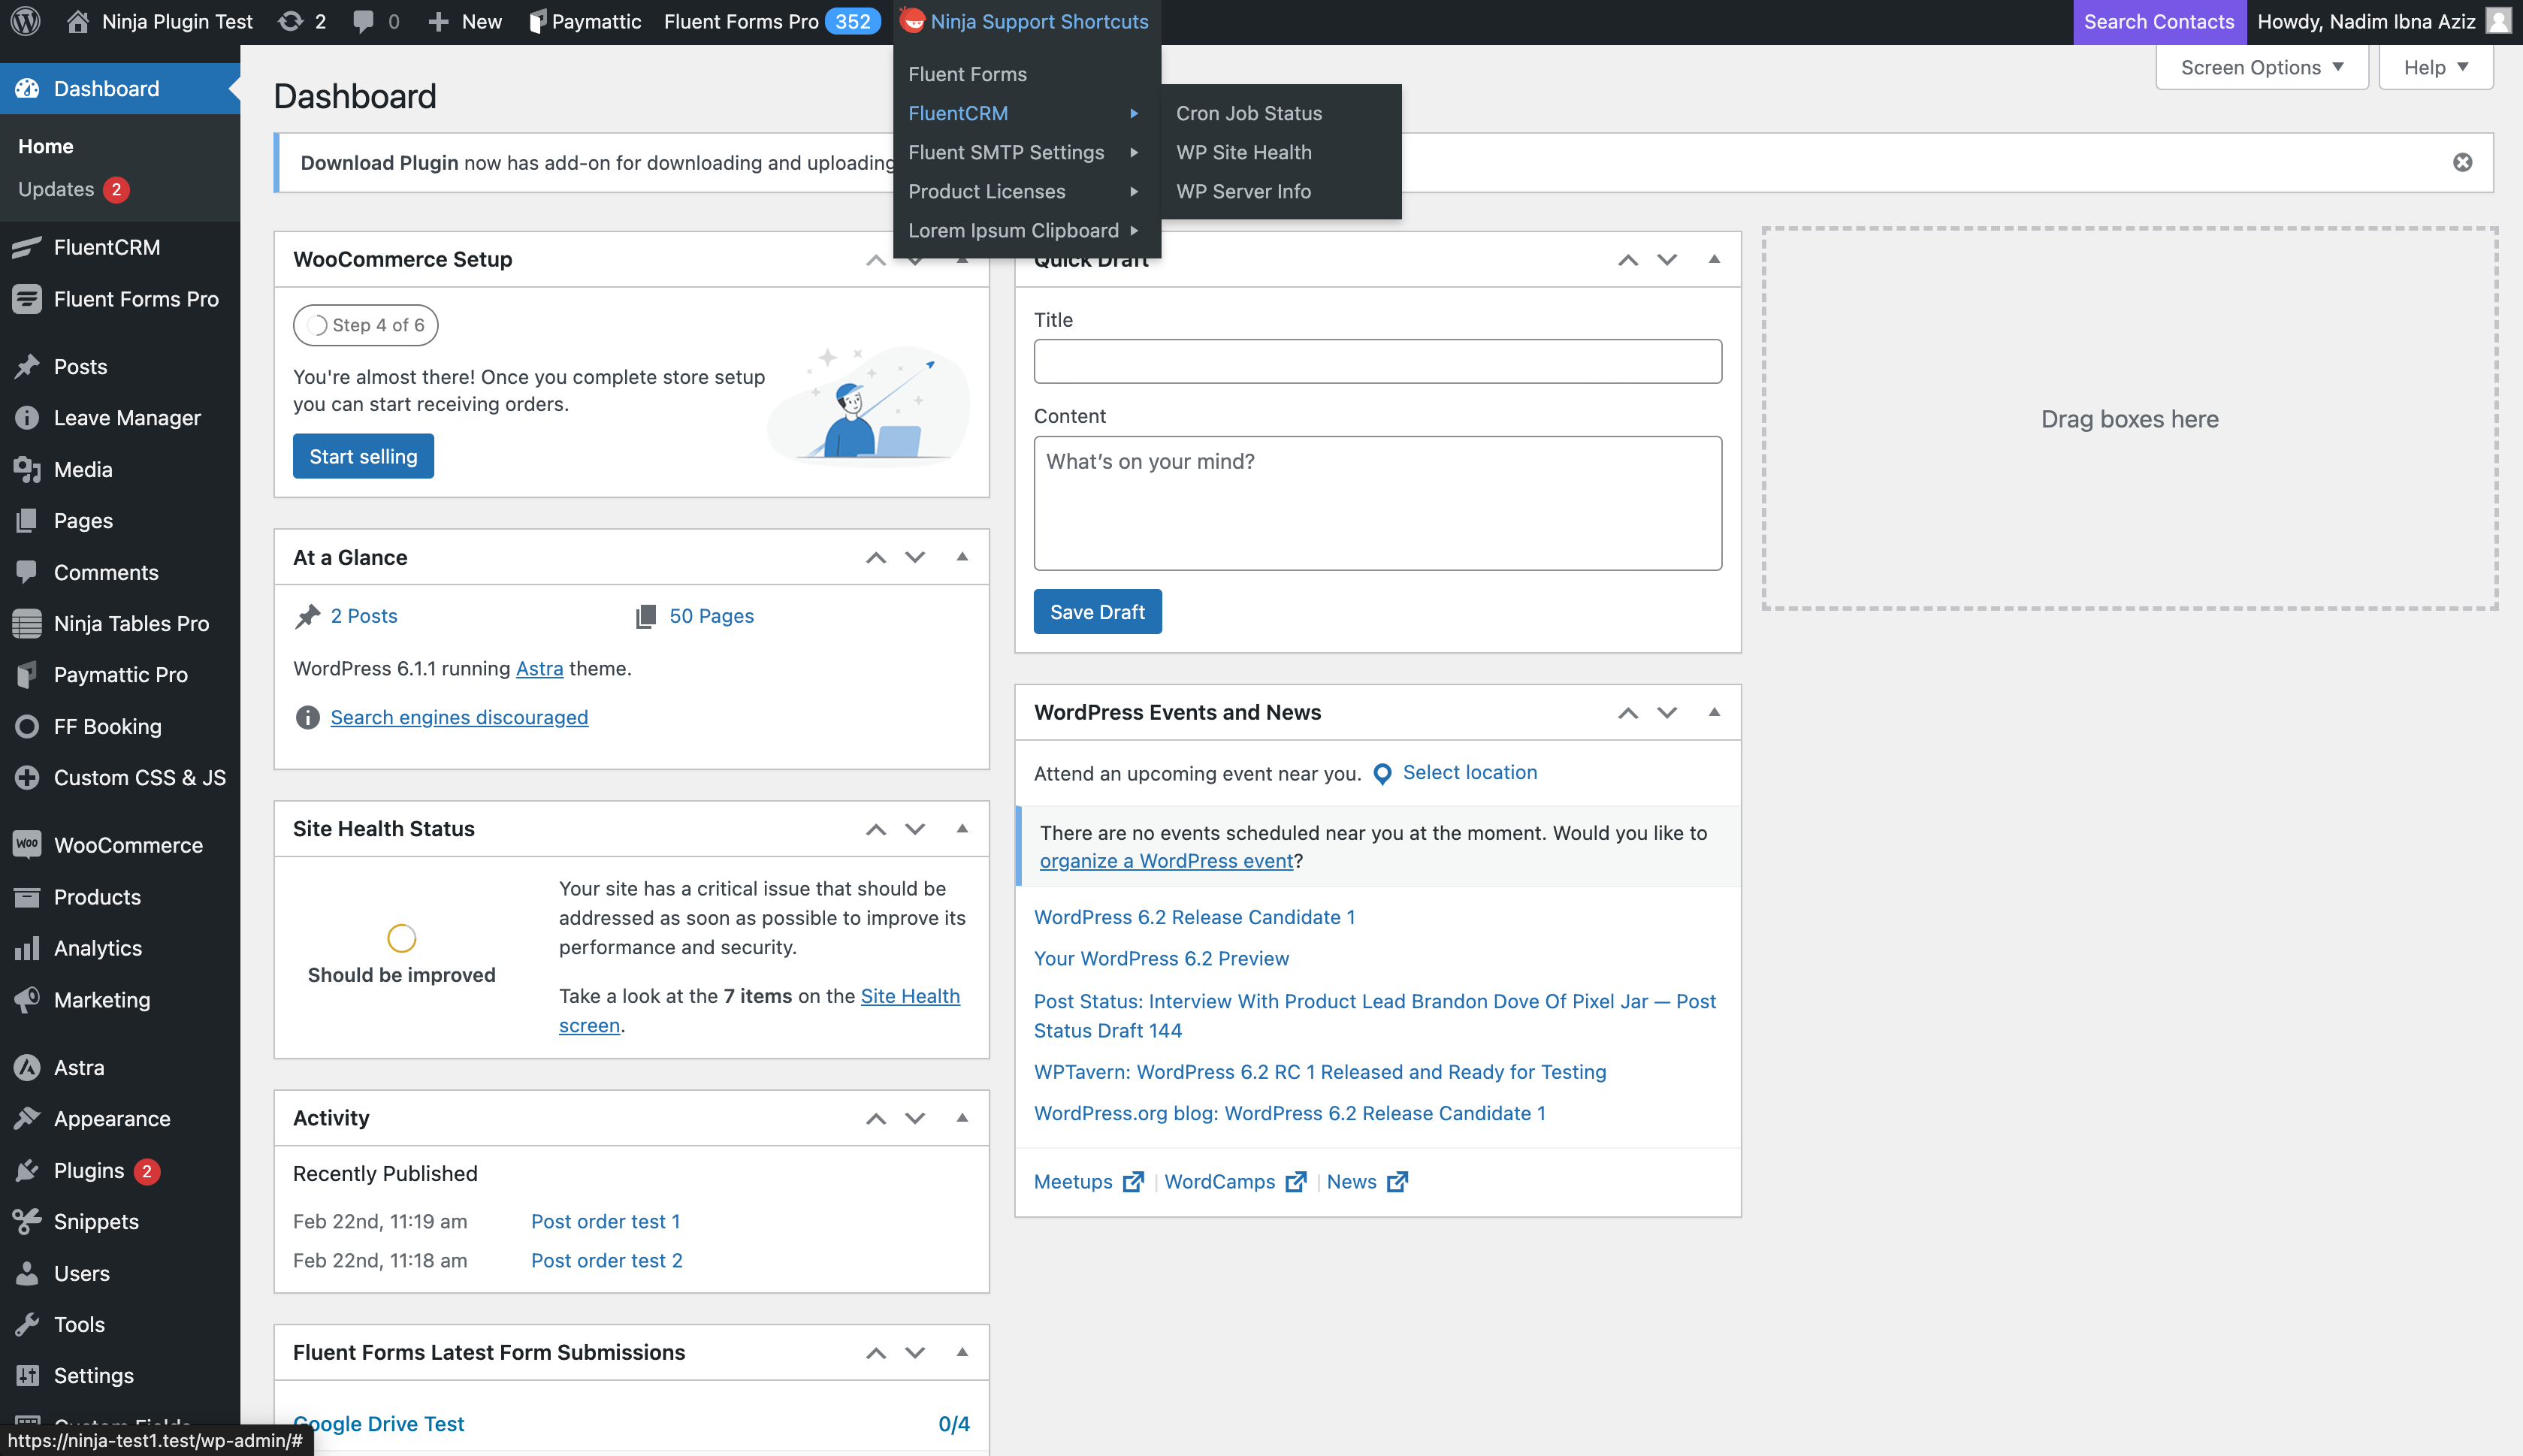 Ninja Plugin Test 2 0 New Paymattic Fluent Forms Pro 352 Ninja Support Shortcuts Search Contacts Howdy, Nadim Ibna Aziz
Screen Options Help
Fluent Forms
FluentCRM
Fluent SMTP Settings
Product Licenses
Lorem Ipsum Clipboard
Cron Job Status
WP Site Health
WP Server Info
Dashboard
Home
Updates 2
FluentCRM
Fluent Forms Pro
Posts
Leave Manager
Media
Pages
Comments
Ninja Tables Pro
Paymattic Pro
FF Booking
Custom CSS & JS
Woo WooCommerce
Products
Analytics
Marketing
Astra
Appearance
Plugins 2
Snippets
Users
Tools
Settings
Custom Fields
https://ninja-test1.test/wp-admin/#
Dashboard
Download Plugin now has add-on for downloading and uploading
WooCommerce Setup
Step 4 of 6
You're almost there! Once you complete store setup
you can start receiving orders.
Start selling
At a Glance
2 Posts 50 Pages
WordPress 6.1.1 running Astra theme.
Search engines discouraged
Site Health Status
Should be improved
Your site has a critical issue that should be
addressed as soon as possible to improve its
performance and security.
Take a look at the 7 items on the Site Health
screen.
Activity
Recently Published
Feb 22nd, 11:19 am Post order test 1
Feb 22nd, 11:18 am Post order test 2
Fluent Forms Latest Form Submissions
Google Drive Test 0/4
Quick Draft
Title
Content
What's on your mind?
Save Draft
WordPress Events and News
Attend an upcoming event near you. Select location
There are no events scheduled near you at the moment. Would you like to
organize a WordPress event?
WordPress 6.2 Release Candidate 1
Your WordPress 6.2 Preview
Post Status: Interview With Product Lead Brandon Dove Of Pixel Jar — Post
Status Draft 144
WPTavern: WordPress 6.2 RC 1 Released and Ready for Testing
WordPress.org blog: WordPress 6.2 Release Candidate 1
Meetups | WordCamps | News
Drag boxes here